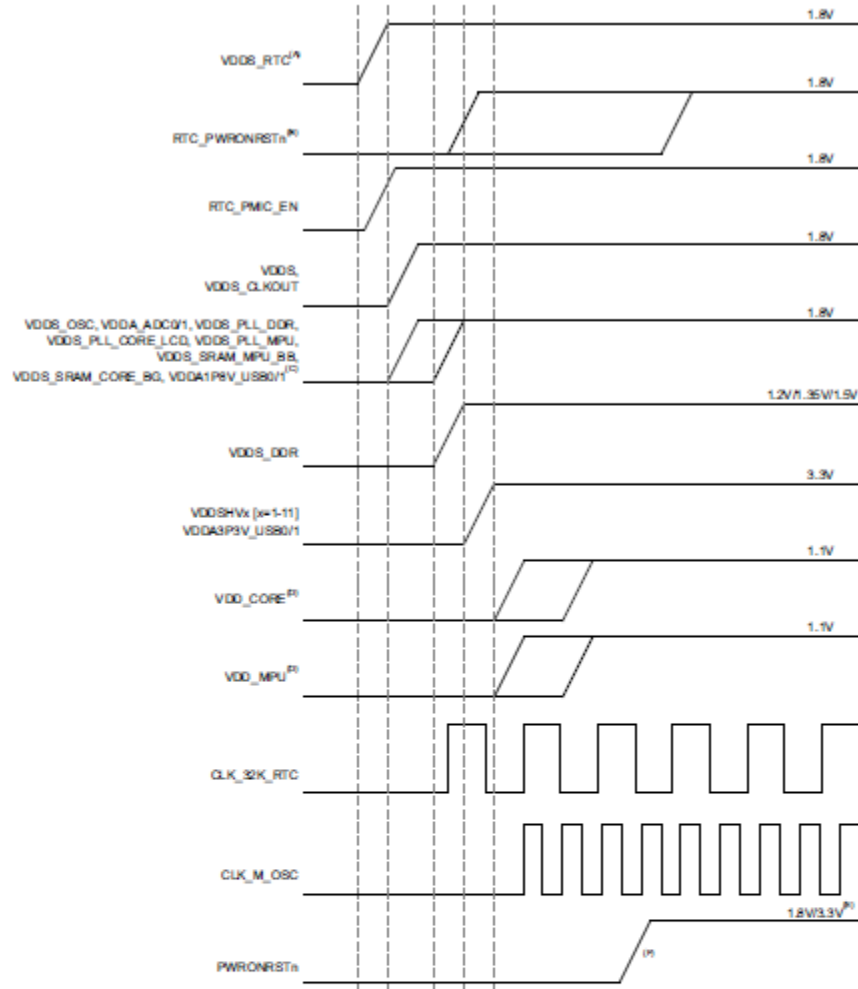 1.8V
VDDS_RTC(A)
1.8V
RTC_PWRONRSTn(B)
1.8V
RTC_PMIC_EN
1.8V
VDDS,
VDDS_CLKOUT
1.8V
VDDS_OSC, VDDA_ADC0/1, VDDS_PLL_DDR,
VDDS_PLL_CORE_LCD, VDDS_PLL_MPU,
VDDS_SRAM_MPU_BB,
VDDS_SRAM_CORE_BG, VDDA1P8V_USB0/1(C)
1.2V/1.35V/1.5V
VDDS_DDR
3.3V
VDDSHVx [x=1-11]
VDDA3P3V_USB0/1
1.1V
VDD_CORE(D)
1.1V
VDD_MPU(D)
CLK_32K_RTC
CLK_M_OSC
1.8V/3.3V
PWRONRSTn